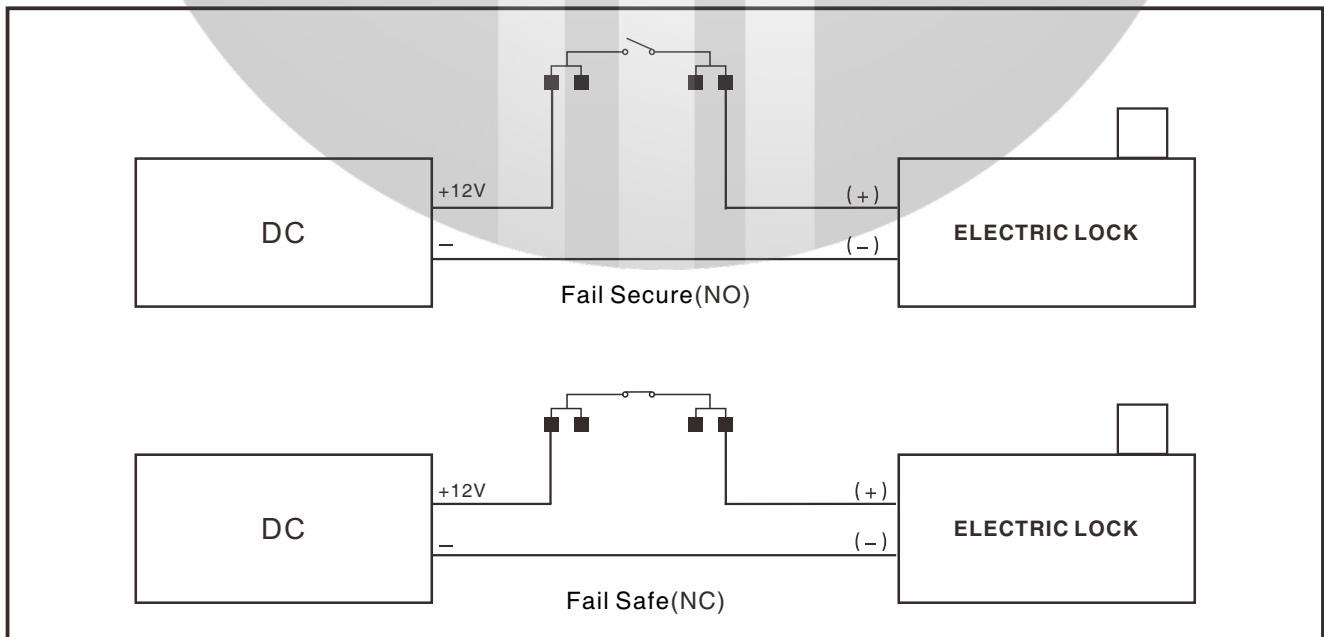 +12V
(+)
DC
ELECTRIC LOCK
–
(–)
Fail Secure(NO)
+12V
(+)
DC
ELECTRIC LOCK
–
(–)
Fail Safe(NC)